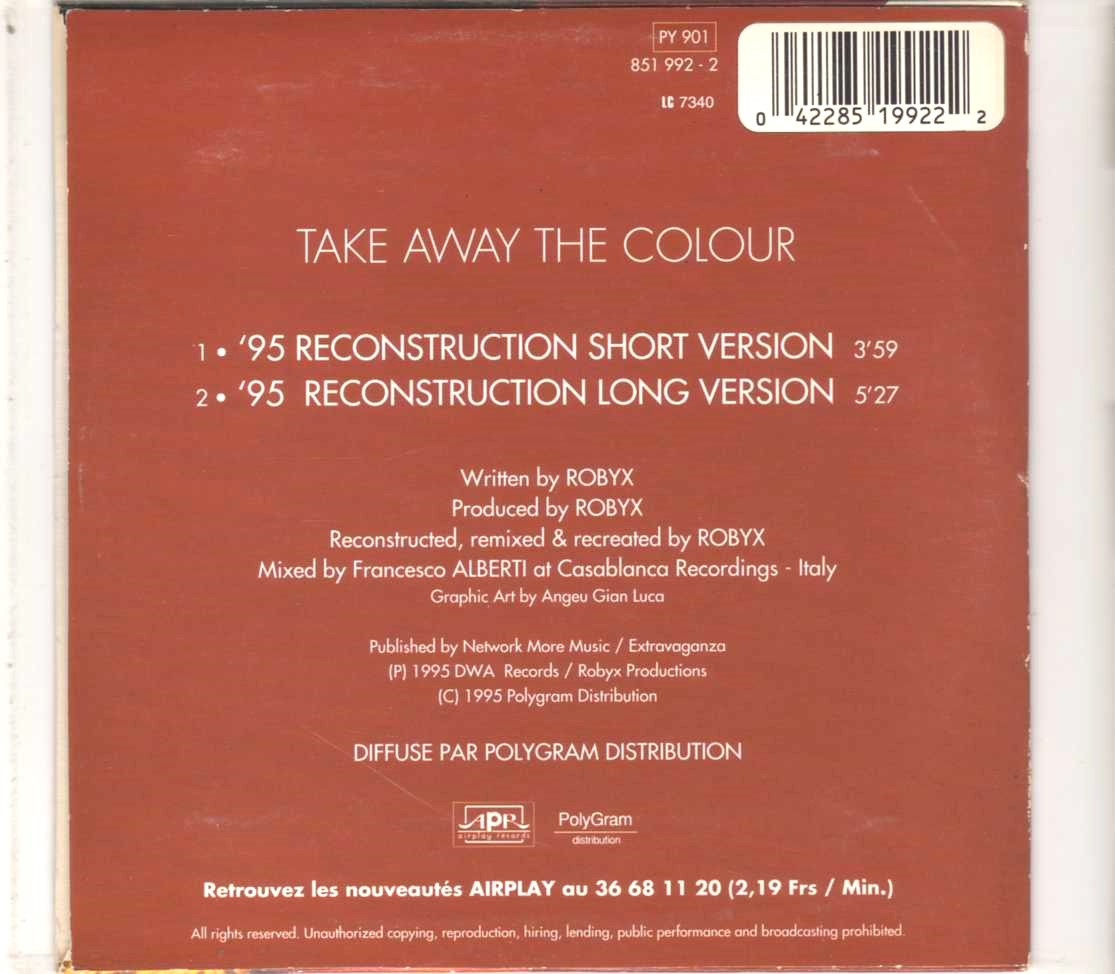 PY 901
851 992 - 2
LC 7340
0 42285 19922 2
TAKE AWAY THE COLOUR
1 • ‘95 RECONSTRUCTION SHORT VERSION 3’59
2 • ‘95 RECONSTRUCTION LONG VERSION 5’27
Written by ROBYX
Produced by ROBYX
Reconstructed, remixed & recreated by ROBYX
Mixed by Francesco ALBERTI at Casablanca Recordings - Italy
Graphic Art by Angeu Gian Luca
Published by Network More Music / Extravaganza
(P) 1995 DWA Records / Robyx Productions
(C) 1995 Polygram Distribution
DIFFUSE PAR POLYGRAM DISTRIBUTION
APR
airplay records
PolyGram
distribution
Retrouvez les nouveautés AIRPLAY au 36 68 11 20 (2,19 Frs / Min.)
All rights reserved. Unauthorized copying, reproduction, hiring, lending, public performance and broadcasting prohibited.